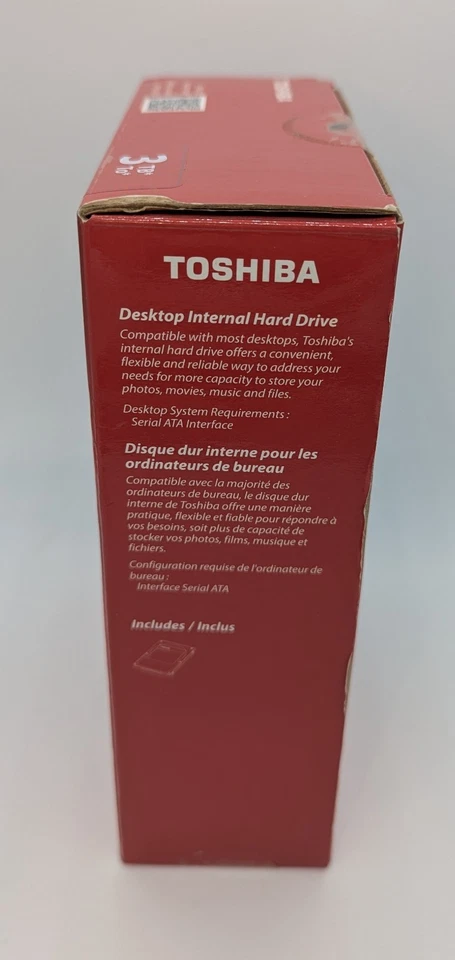 TOSHIBA
3 TB*
To*
TOSHIBA
Desktop Internal Hard Drive
Compatible with most desktops, Toshiba's
internal hard drive offers a convenient,
flexible and reliable way to address your
needs for more capacity to store your
photos, movies, music and files.
Desktop System Requirements :
Serial ATA Interface
Disque dur interne pour les
ordinateurs de bureau
Compatible avec la majorité des
ordinateurs de bureau, le disque dur
interne de Toshiba offre une manière
pratique, flexible et fiable pour répondre à
vos besoins, soit plus de capacité de
stocker vos photos, films, musique et
fichiers.
Configuration requise de l'ordinateur de
bureau :
Interface Serial ATA
Includes / Inclus